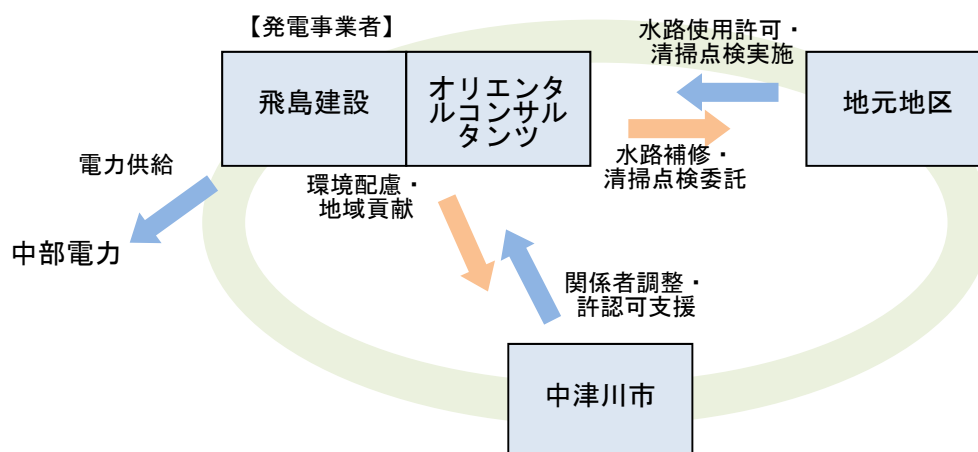 【発電事業者】
飛島建設
オリエンタ
ルコンサル
タンツ
水路使用許可・
清掃点検実施
地元地区
水路補修・
清掃点検委託
電力供給
中部電力
環境配慮・
地域貢献
関係者調整・
許認可支援
中津川市